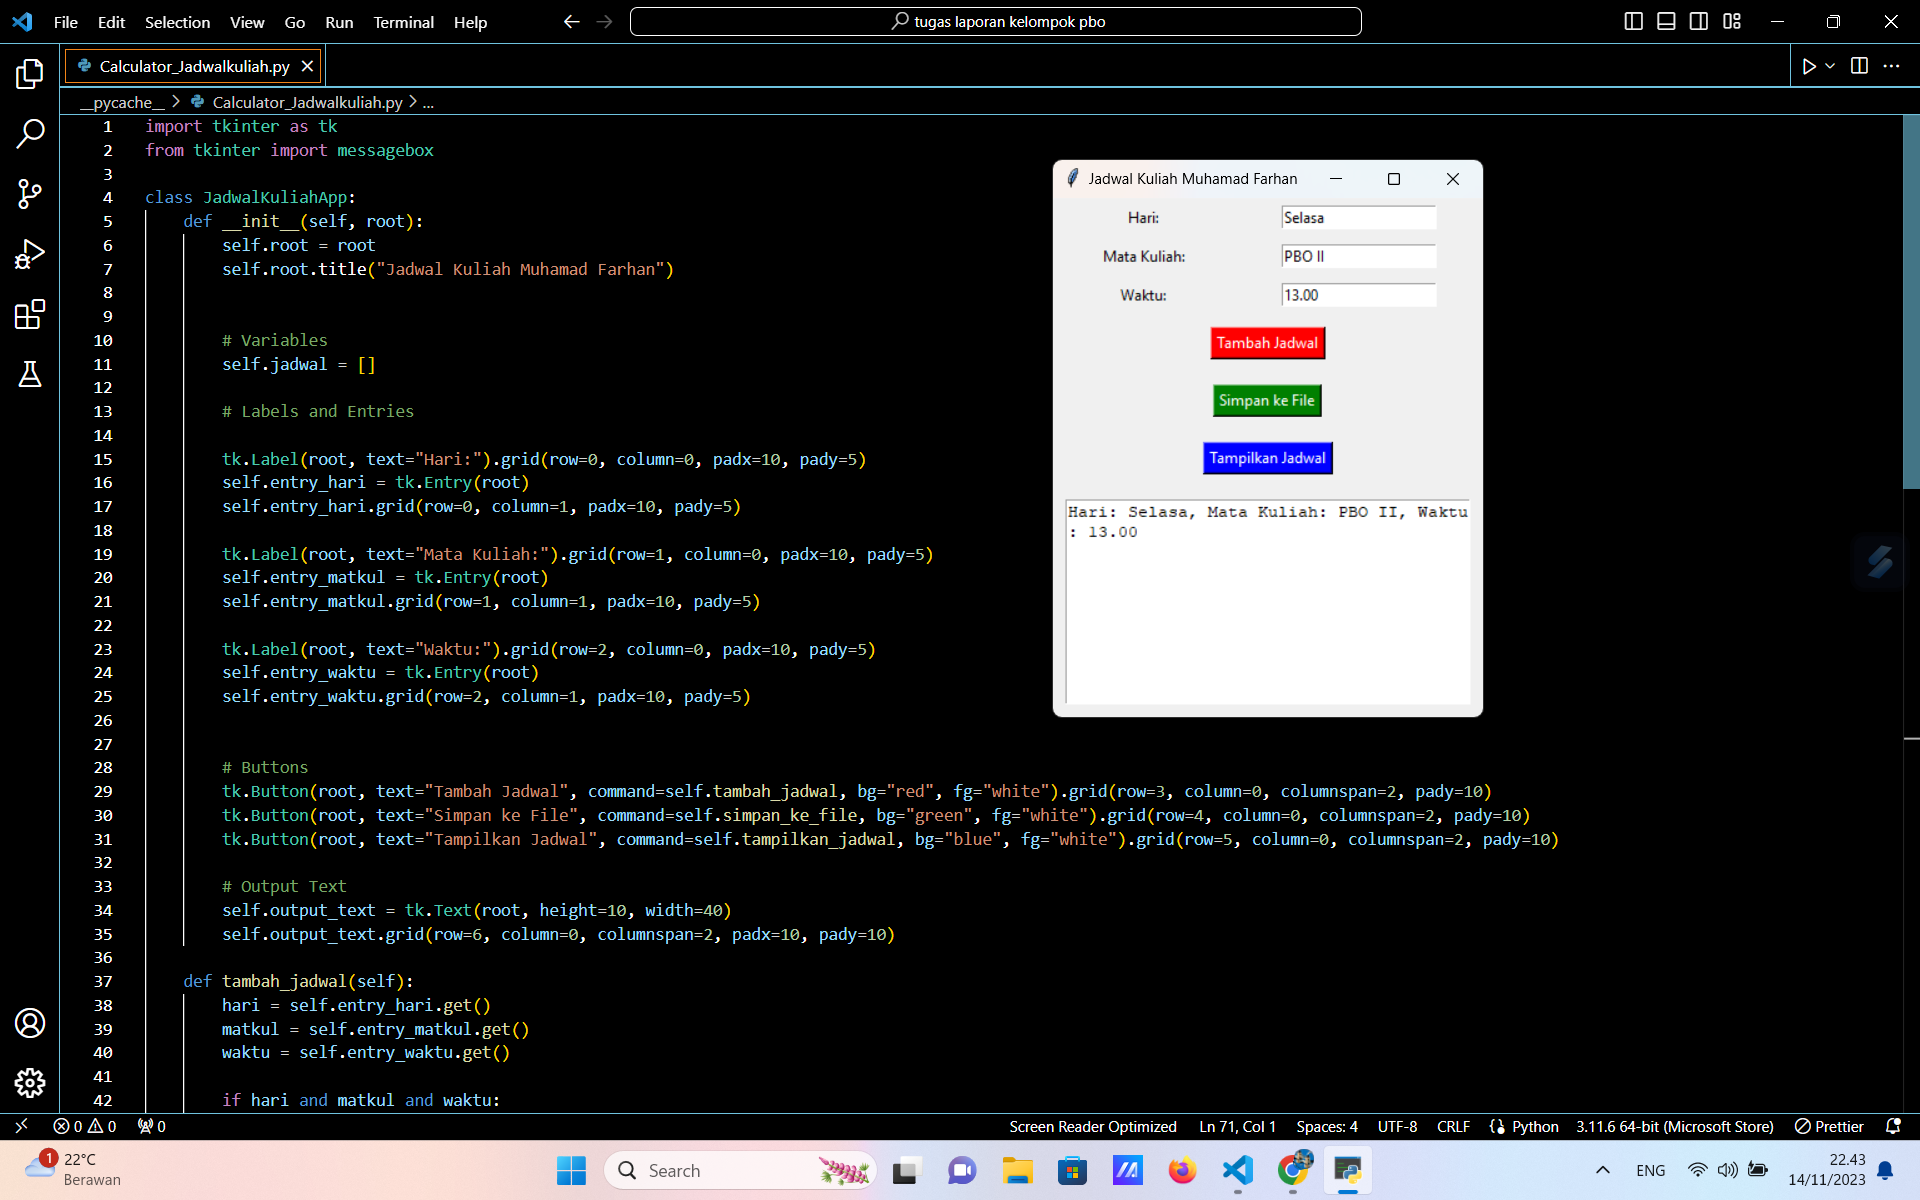 File Edit Selection View Go Run Terminal Help
tugas laporan kelompok pbo
Calculator_Jadwalkuliah.py
__pycache__ > Calculator_Jadwalkuliah.py > ...
1 import tkinter as tk
2 from tkinter import messagebox
3
4 class JadwalKuliahApp:
5 def __init__(self, root):
6 self.root = root
7 self.root.title("Jadwal Kuliah Muhamad Farhan")
8
9
10 # Variables
11 self.jadwal = []
12
13 # Labels and Entries
14
15 tk.Label(root, text="Hari:").grid(row=0, column=0, padx=10, pady=5)
16 self.entry_hari = tk.Entry(root)
17 self.entry_hari.grid(row=0, column=1, padx=10, pady=5)
18
19 tk.Label(root, text="Mata Kuliah:").grid(row=1, column=0, padx=10, pady=5)
20 self.entry_matkul = tk.Entry(root)
21 self.entry_matkul.grid(row=1, column=1, padx=10, pady=5)
22
23 tk.Label(root, text="Waktu:").grid(row=2, column=0, padx=10, pady=5)
24 self.entry_waktu = tk.Entry(root)
25 self.entry_waktu.grid(row=2, column=1, padx=10, pady=5)
26
27
28 # Buttons
29 tk.Button(root, text="Tambah Jadwal", command=self.tambah_jadwal, bg="red", fg="white").grid(row=3, column=0, columnspan=2, pady=10)
30 tk.Button(root, text="Simpan ke File", command=self.simpan_ke_file, bg="green", fg="white").grid(row=4, column=0, columnspan=2, pady=10)
31 tk.Button(root, text="Tampilkan Jadwal", command=self.tampilkan_jadwal, bg="blue", fg="white").grid(row=5, column=0, columnspan=2, pady=10)
32
33 # Output Text
34 self.output_text = tk.Text(root, height=10, width=40)
35 self.output_text.grid(row=6, column=0, columnspan=2, padx=10, pady=10)
36
37 def tambah_jadwal(self):
38 hari = self.entry_hari.get()
39 matkul = self.entry_matkul.get()
40 waktu = self.entry_waktu.get()
41
42 if hari and matkul and waktu:
Jadwal Kuliah Muhamad Farhan
Hari: Selasa
Mata Kuliah: PBO II
Waktu: 13.00
Tambah Jadwal
Simpan ke File
Tampilkan Jadwal
Hari: Selasa, Mata Kuliah: PBO II, Waktu
: 13.00
0 0 0 Screen Reader Optimized Ln 71, Col 1 Spaces: 4 UTF-8 CRLF Python 3.11.6 64-bit (Microsoft Store) Prettier
1
22°C
Berawan
Search
ENG
22.43
14/11/2023